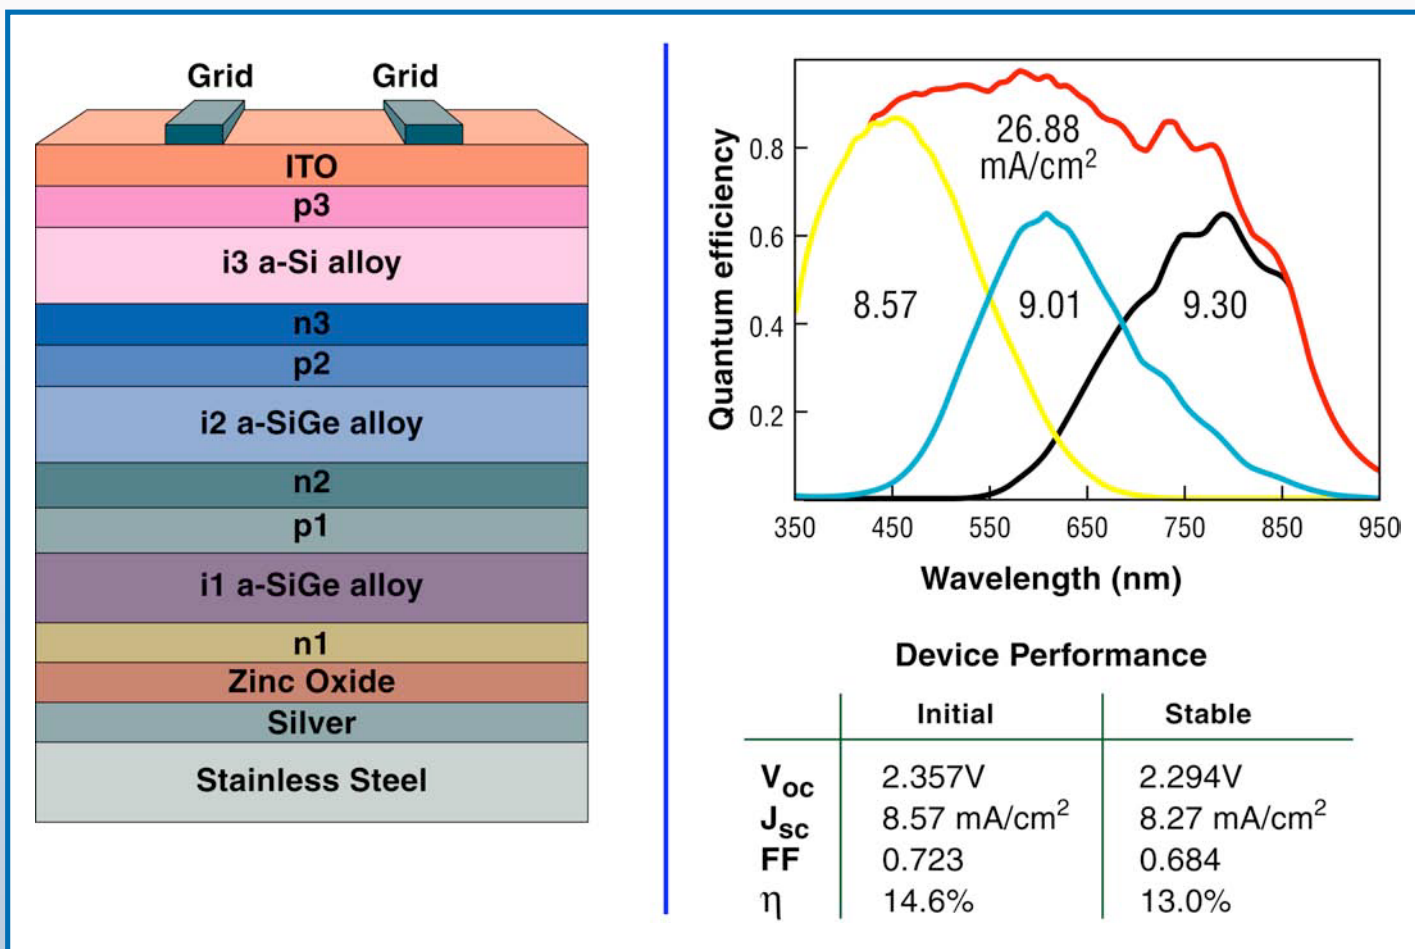 Grid Grid
ITO
p3
i3 a-Si alloy
n3
p2
i2 a-SiGe alloy
n2
p1
i1 a-SiGe alloy
n1
Zinc Oxide
Silver
Stainless Steel
Quantum efficiency
0.8
0.6
0.4
0.2
26.88
mA/cm²
8.57 9.01 9.30
350 450 550 650 750 850 950
Wavelength (nm)
Device Performance
Initial Stable
Voc 2.357V 2.294V
Jsc 8.57 mA/cm² 8.27 mA/cm²
FF 0.723 0.684
η 14.6% 13.0%